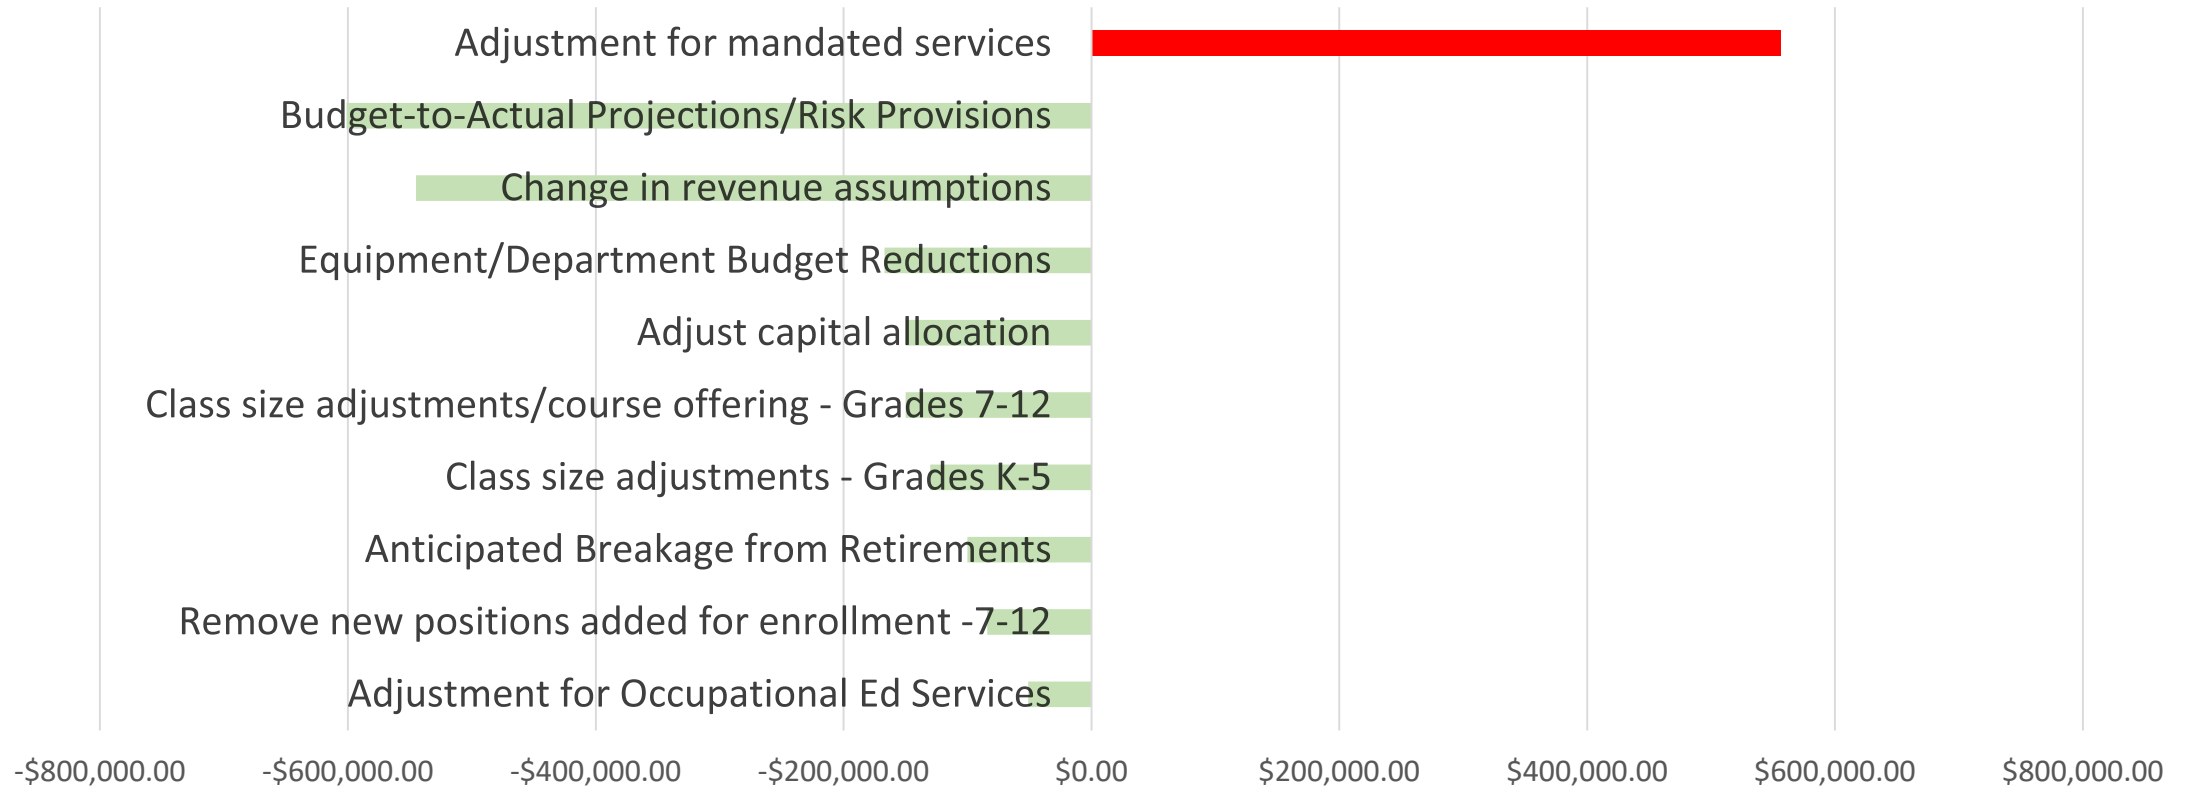 Adjustment for mandated services
Budget-to-Actual Projections/Risk Provisions
Change in revenue assumptions
Equipment/Department Budget Reductions
Adjust capital allocation
Class size adjustments/course offering - Grades 7-12
Class size adjustments - Grades K-5
Anticipated Breakage from Retirements
Remove new positions added for enrollment -7-12
Adjustment for Occupational Ed Services
-$800,000.00 -$600,000.00 -$400,000.00 -$200,000.00 $0.00 $200,000.00 $400,000.00 $600,000.00 $800,000.00